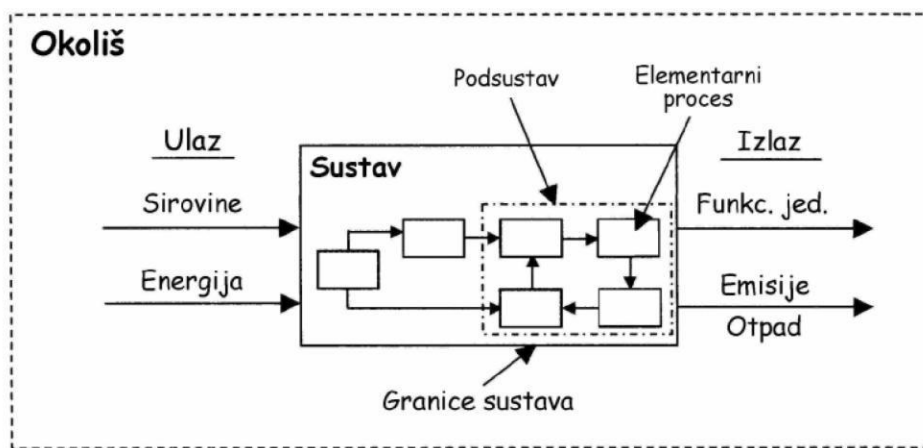 Okoliš
Podsustav
Elementarni
proces
Ulaz
Izlaz
Sustav
Sirovine
Funkc. jed.
Energija
Emisije
Otpad
Granice sustava